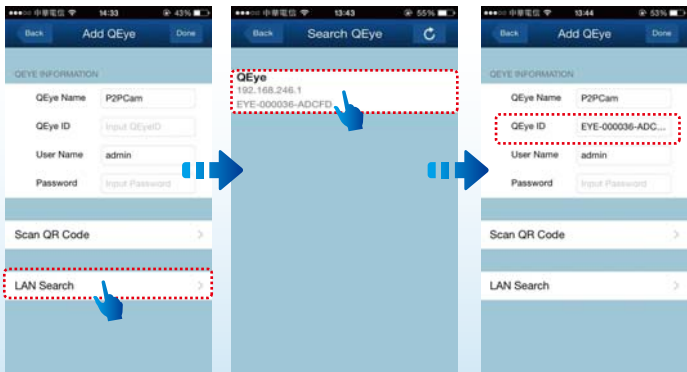 中華電信 14:33 43%
Back Add QEye Done
QEYE INFORMATION
QEye Name P2PCam
QEye ID Input QEyeID
User Name admin
Password Input Password
Scan QR Code
LAN Search
中華電信 13:43 55%
Back Search QEye
QEye
192.168.246.1
EYE-000036-ADCFD
中華電信 13:44 53%
Back Add QEye Done
QEYE INFORMATION
QEye Name P2PCam
QEye ID EYE-000036-ADC...
User Name admin
Password Input Password
Scan QR Code
LAN Search